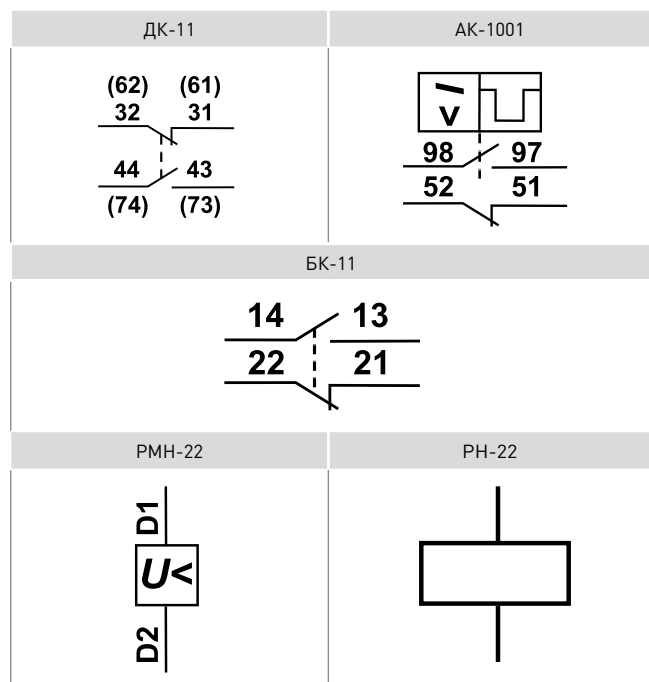 ДК-11
АК-1001
(62) (61)
32 31
44 43
(74) (73)
I
>
98 97
52 51
БК-11
14 13
22 21
РМН-22
РН-22
D1
U<
D2